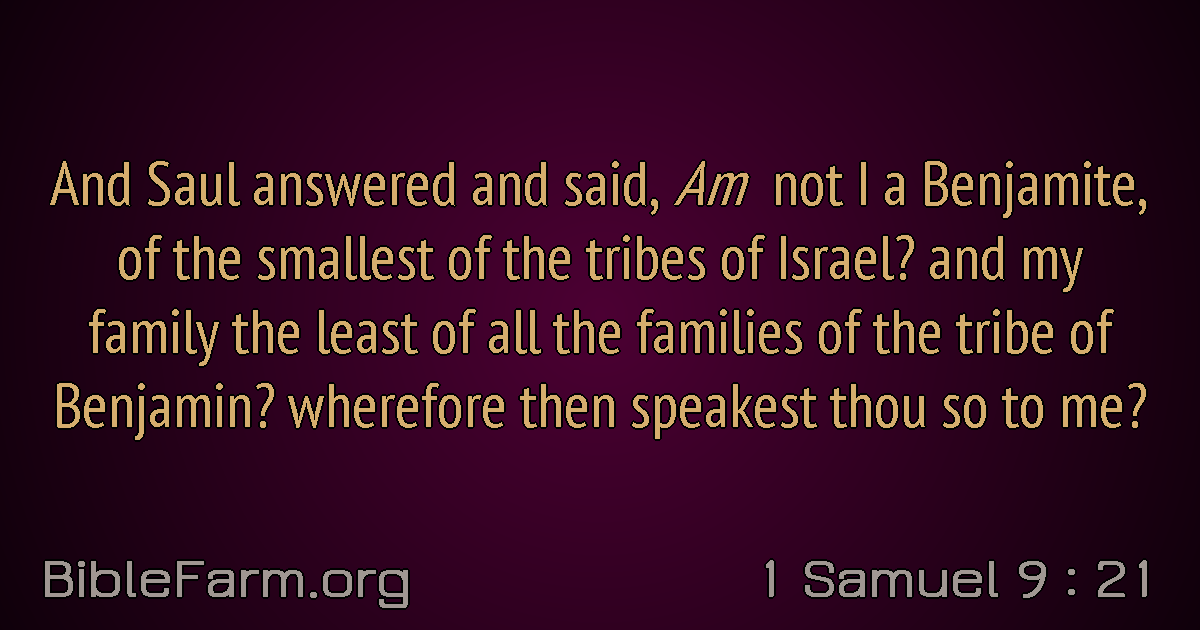 And Saul answered and said, Am not I a Benjamite,
of the smallest of the tribes of Israel? and my
family the least of all the families of the tribe of
Benjamin? wherefore then speakest thou so to me?
BibleFarm.org
1 Samuel 9 : 21